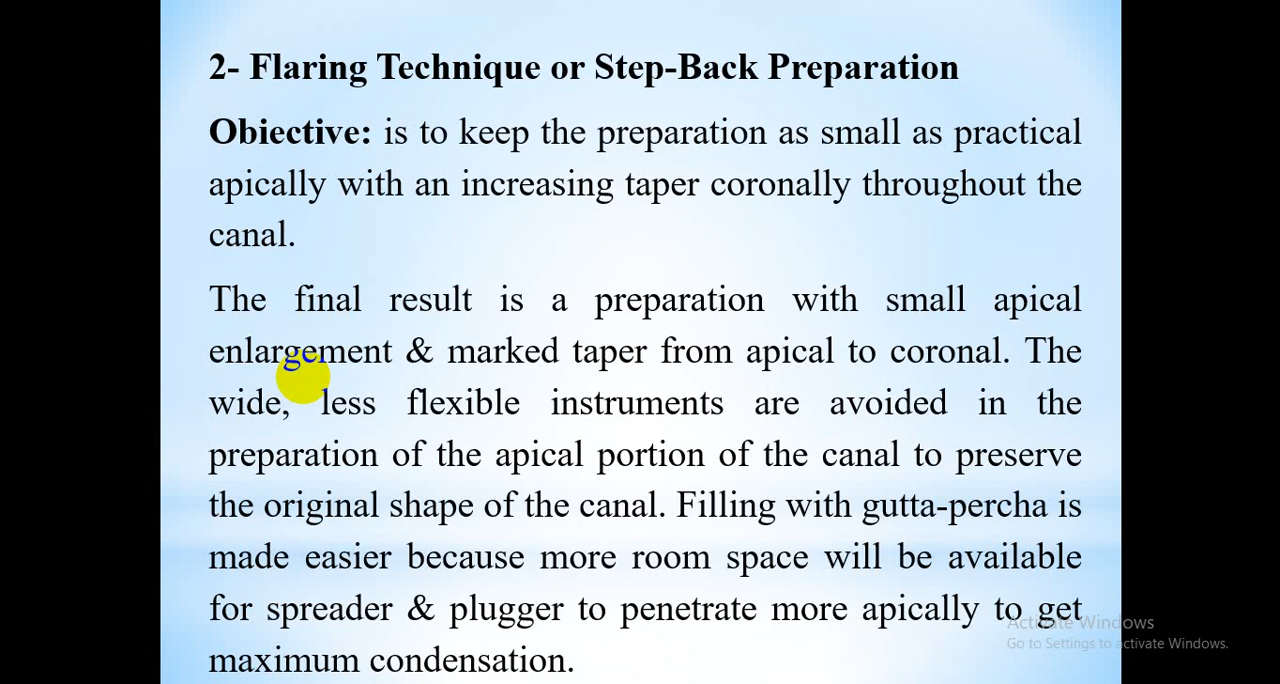 2- Flaring Technique or Step-Back Preparation
Obiective: is to keep the preparation as small as practical
apically with an increasing taper coronally throughout the
canal.
The final result is a preparation with small apical
enlargement & marked taper from apical to coronal. The
wide, less flexible instruments are avoided in the
preparation of the apical portion of the canal to preserve
the original shape of the canal. Filling with gutta-percha is
made easier because more room space will be available
for spreader & plugger to penetrate more apically to get
maximum condensation.
Activate Windows
Go to Settings to activate Windows.